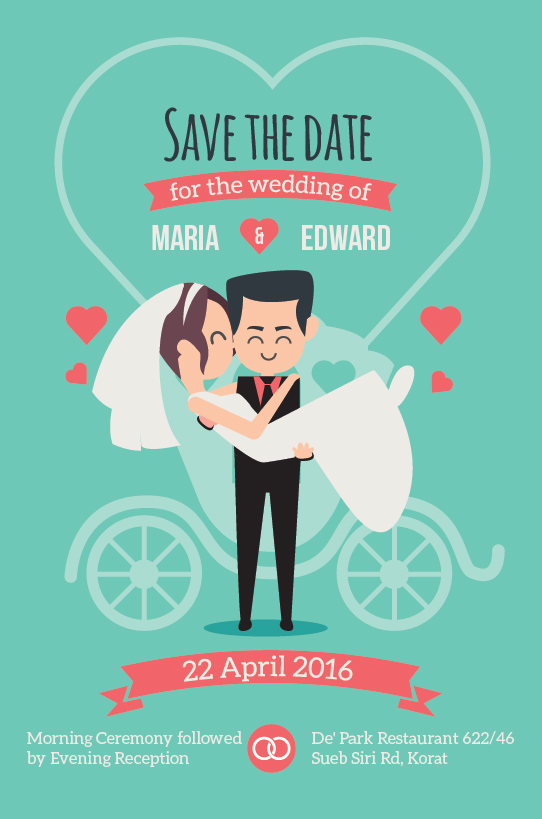 SAVE THE DATE
for the wedding of
MARIA & EDWARD
22 April 2016
Morning Ceremony followed
by Evening Reception
De' Park Restaurant 622/46
Sueb Siri Rd, Korat